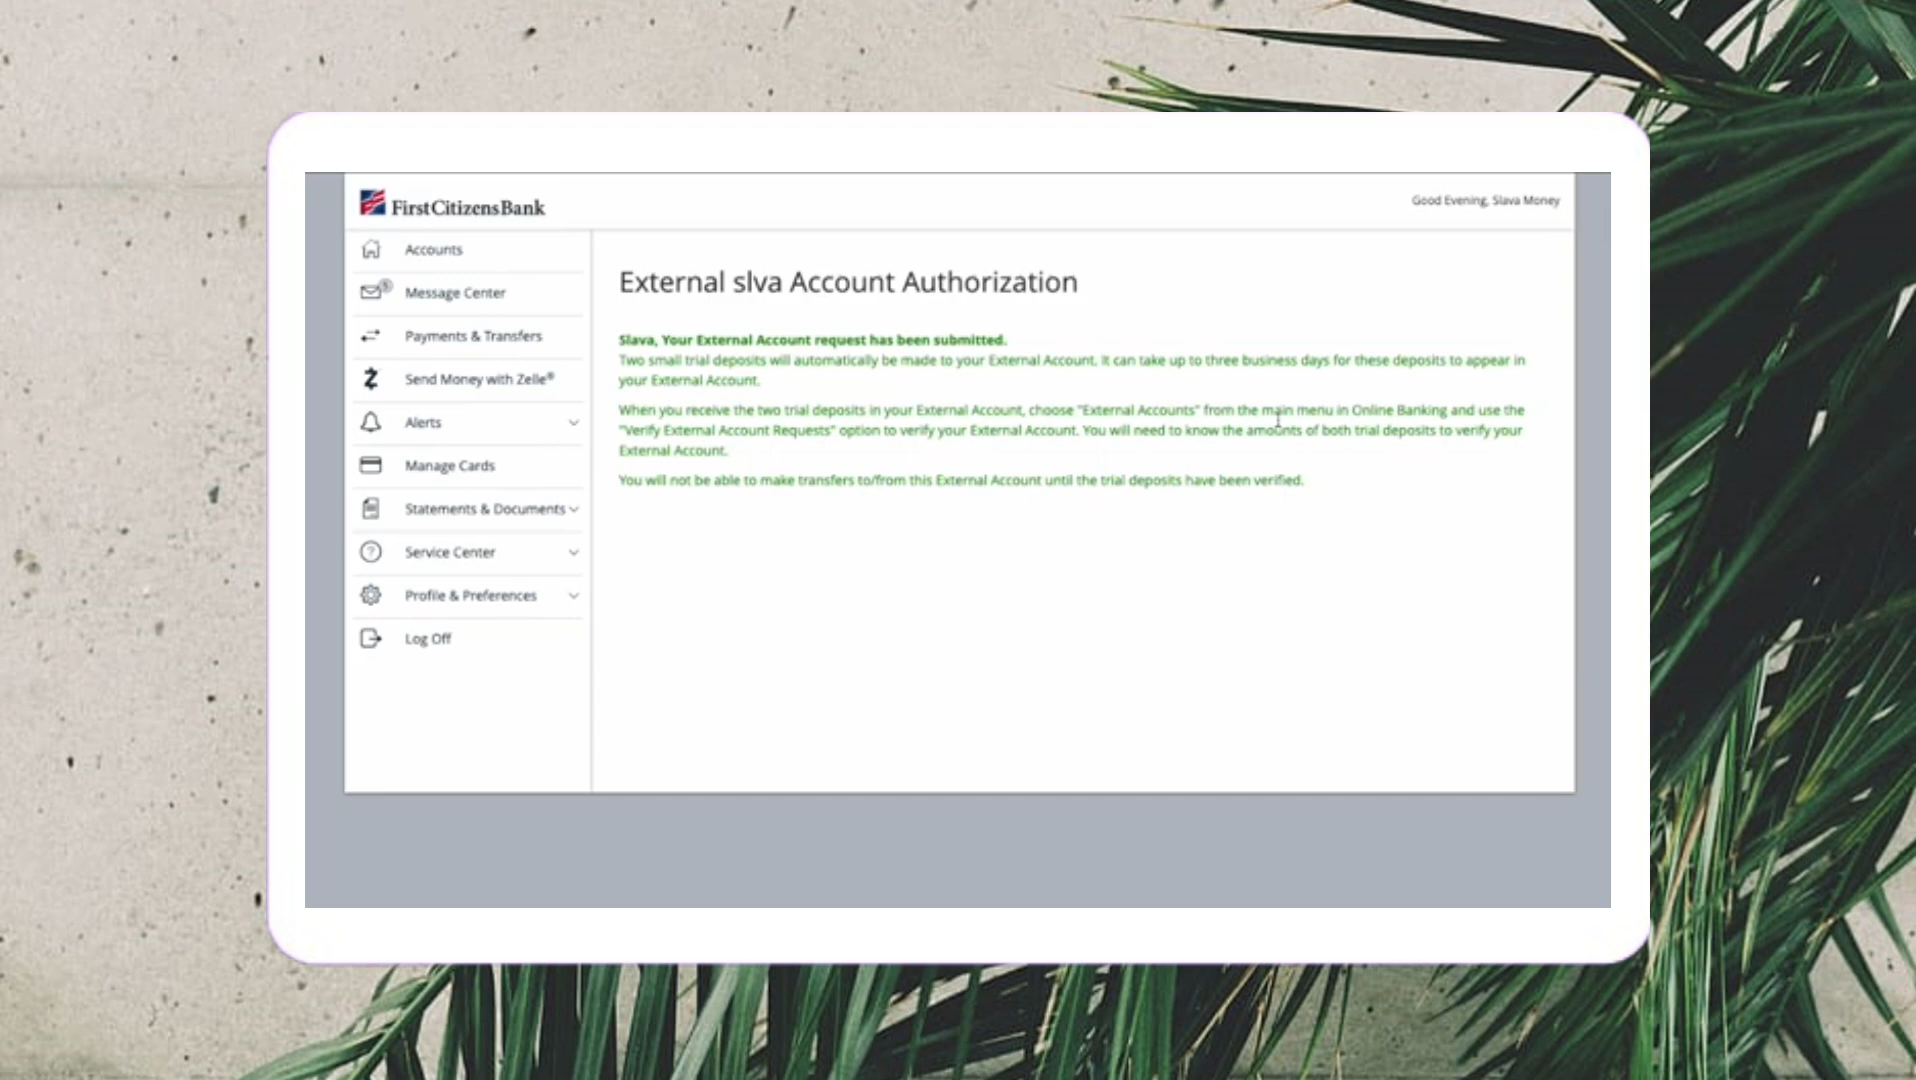 FirstCitizensBank
Good Evening, Slava Money
Accounts
5
Message Center
Payments & Transfers
Send Money with Zelle®
Alerts
Manage Cards
Statements & Documents
Service Center
Profile & Preferences
Log Off
External slva Account Authorization
Slava, Your External Account request has been submitted.
Two small trial deposits will automatically be made to your External Account. It can take up to three business days for these deposits to appear in
your External Account.
When you receive the two trial deposits in your External Account, choose "External Accounts" from the main menu in Online Banking and use the
"Verify External Account Requests" option to verify your External Account. You will need to know the amounts of both trial deposits to verify your
External Account.
You will not be able to make transfers to/from this External Account until the trial deposits have been verified.